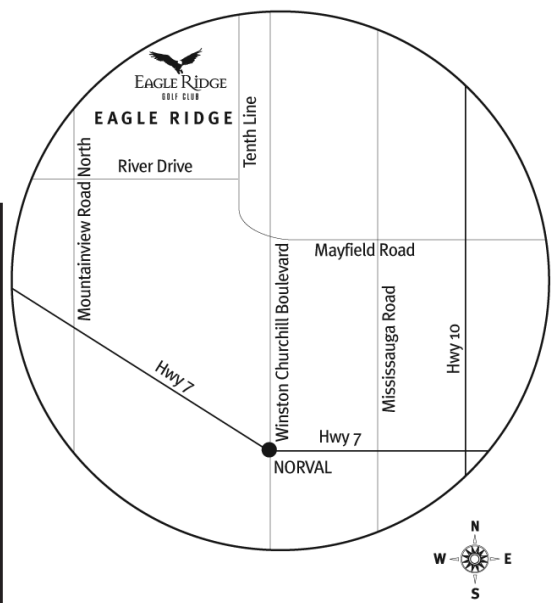 EAGLE RIDGE
GOLF CLUB
EAGLE RIDGE
Tenth Line
River Drive
Mountainview Road North
Mayfield Road
Winston Churchill Boulevard
Mississauga Road
Hwy 10
Hwy 7
Hwy 7
NORVAL
N
W
E
S